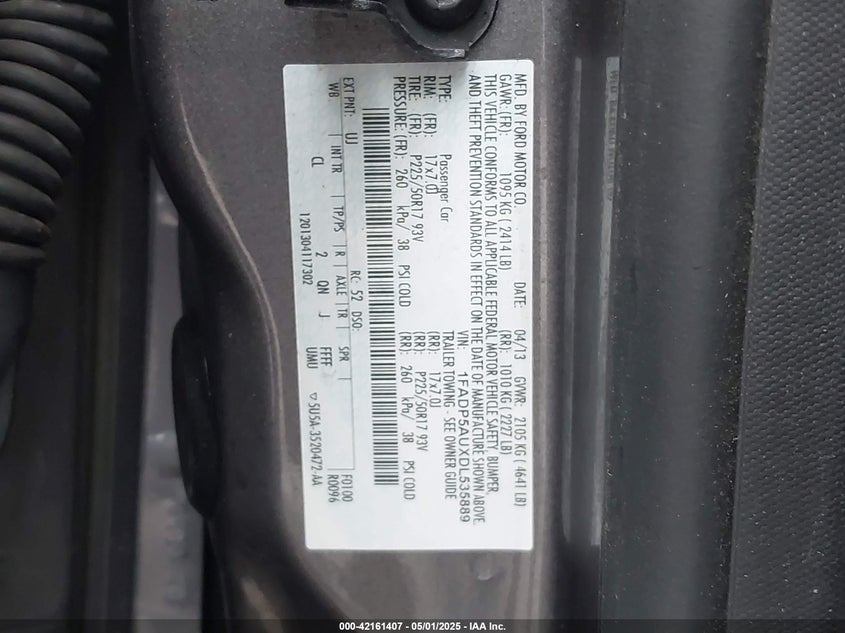 MFD. BY FORD MOTOR CO. DATE: 04/13 GVWR: 2105 KG ( 4641 LB)
GAWR: (FR): 1095 KG ( 2414 LB) (RR): 1010 KG ( 2227 LB)
THIS VEHICLE CONFORMS TO ALL APPLICABLE FEDERAL MOTOR VEHICLE SAFETY, BUMPER,
AND THEFT PREVENTION STANDARDS IN EFFECT ON THE DATE OF MANUFACTURE SHOWN ABOVE.
VIN: 1FADP5AUXDL535889
TYPE: Passenger Car TRAILER TOWING - SEE OWNER GUIDE
RIM: (FR): 17x7.0J (RR): 17x7.0J
TIRE: (FR): P225/50R17 93V (RR): P225/50R17 93V
PRESSURE: (FR): 260 kPa/ 38 PSI COLD (RR): 260 kPa/ 38 PSI COLD
EXT PNT: UJ RC: 52 DSO: F0100
WB INT TR TP/PS R AXLE TR SPR R0096
CL 2 QN J FFFF UMU
1201304117302 ▽5U5A-3520472-AA
000-42161407 - 05/01/2025 - IAA Inc.